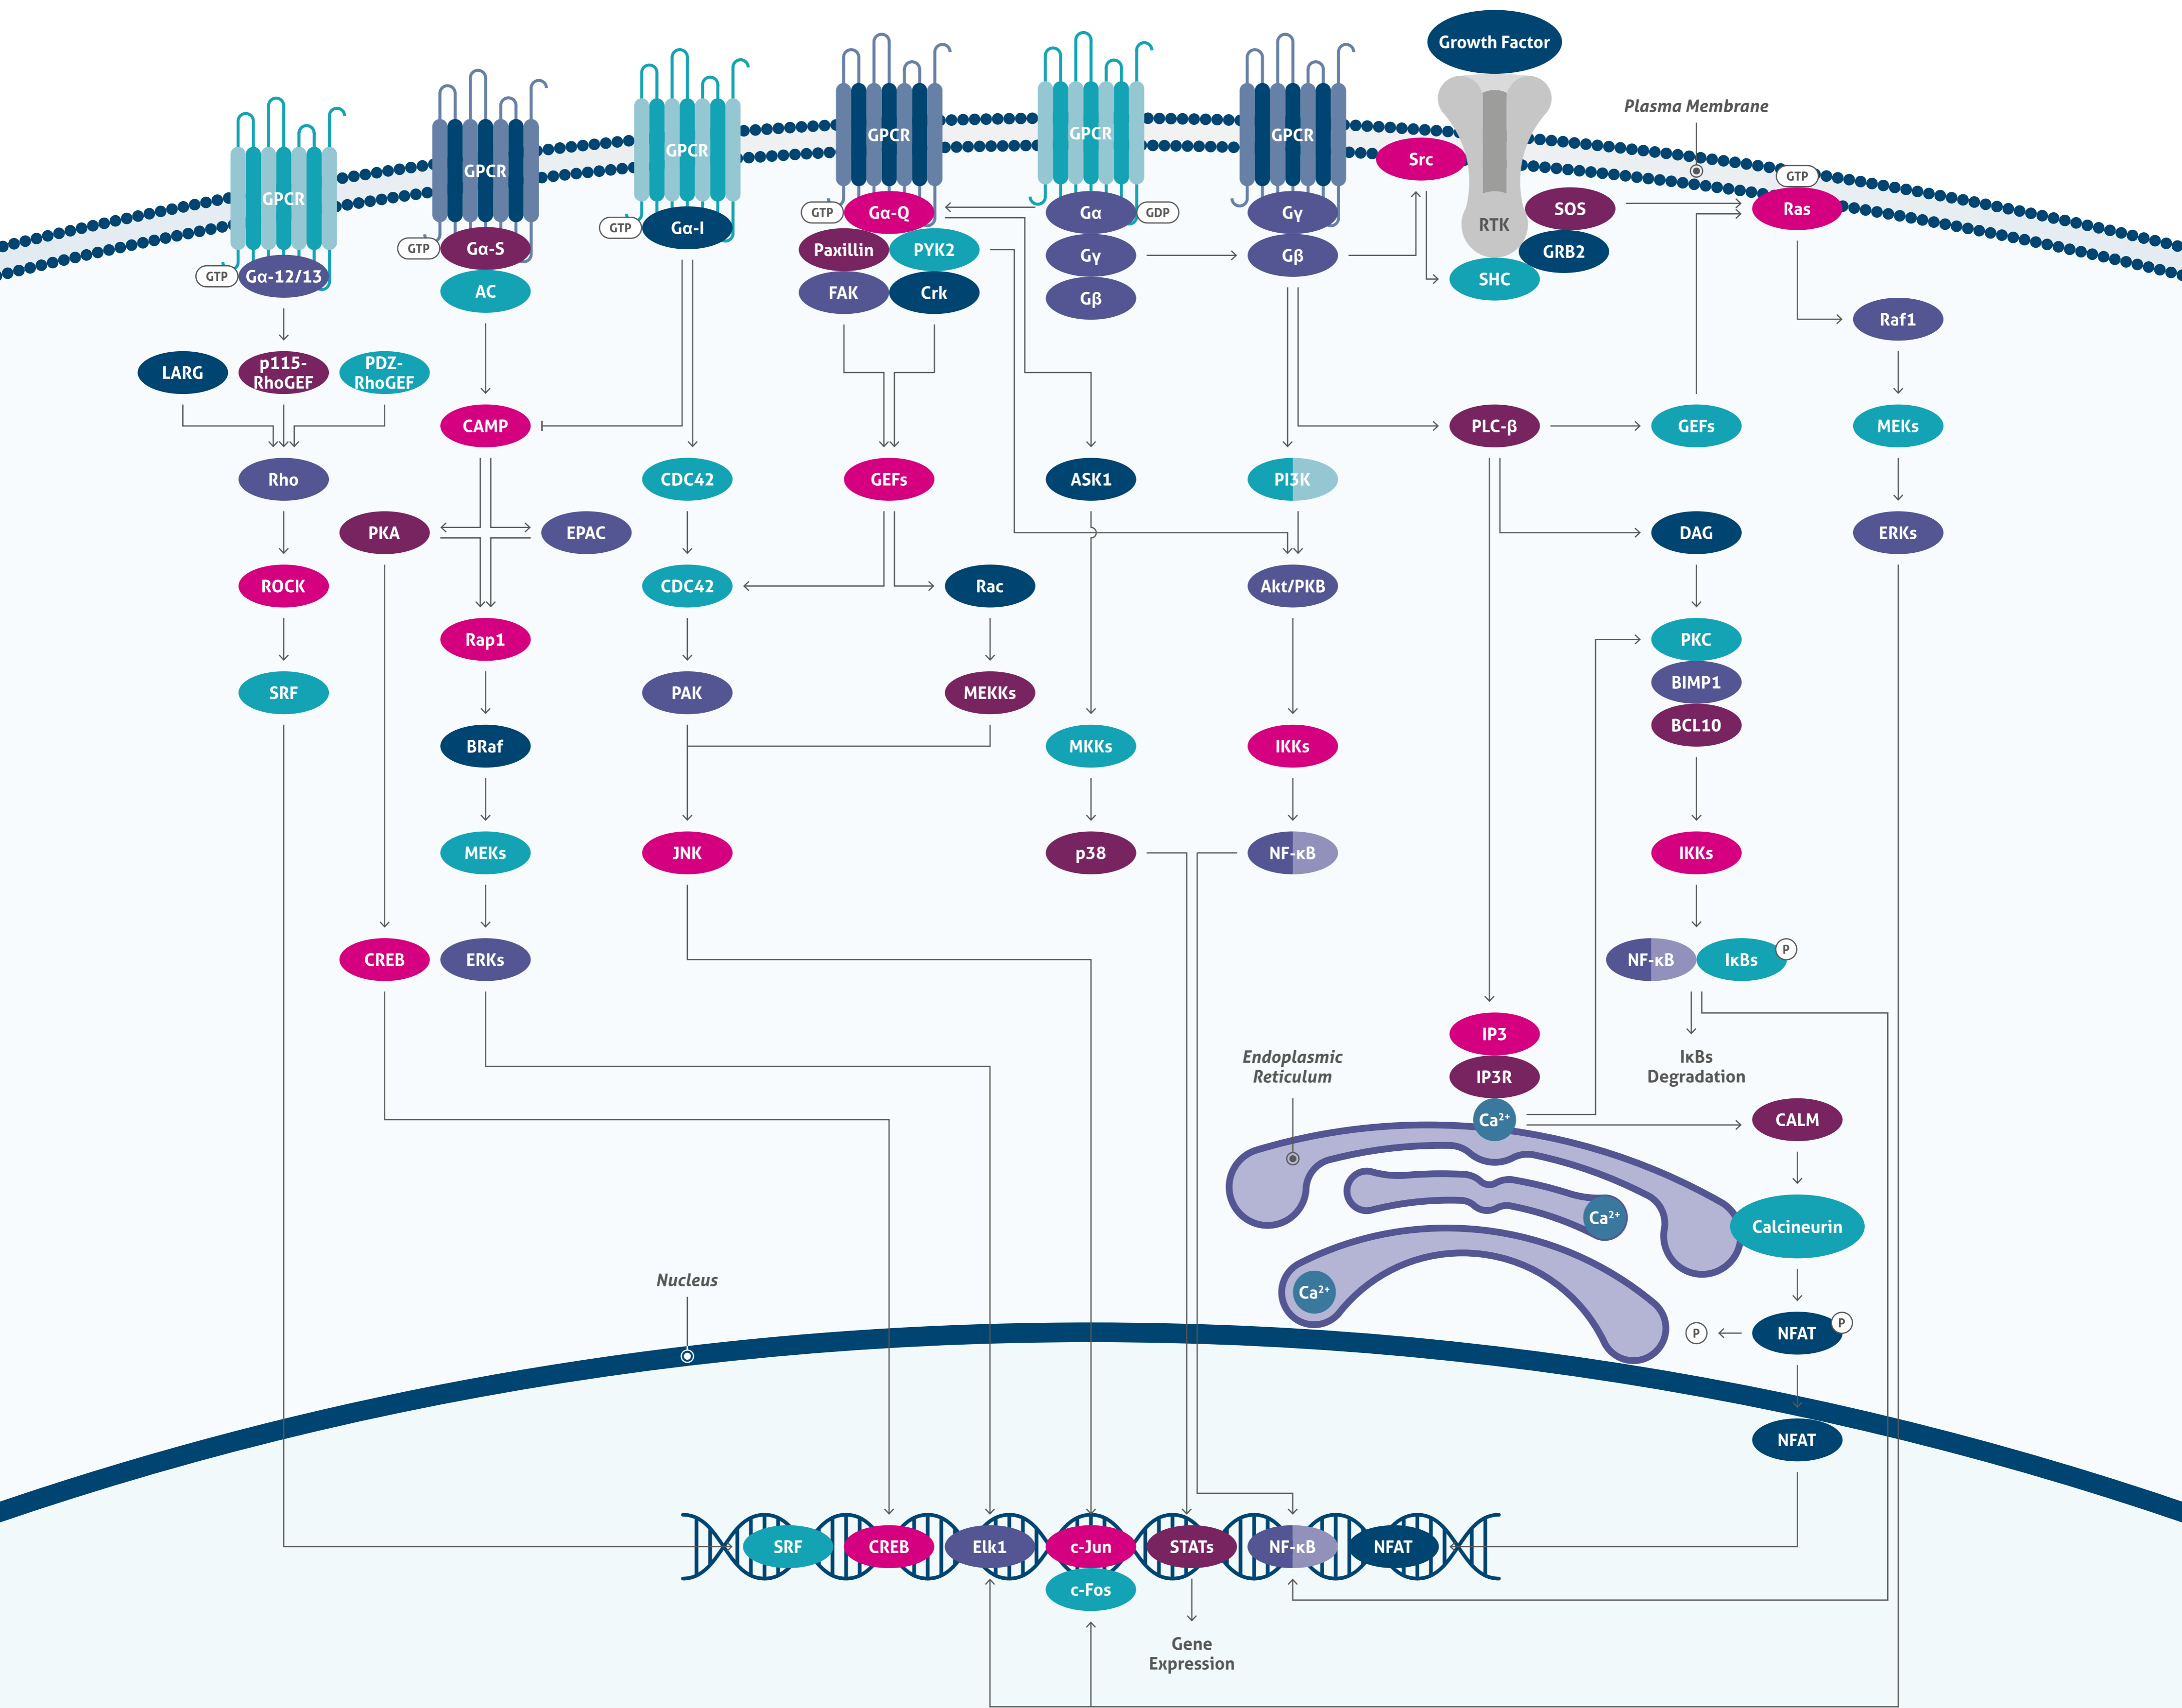 Growth Factor
Plasma Membrane
GPCR
GPCR
GPCR
GPCR
GPCR
GPCR
Src
RTK
GTP
Ras
SOS
GRB2
SHC
GTP
Gα-12/13
GTP
Gα-S
AC
GTP
Gα-I
GTP
Gα-Q
Paxillin
PYK2
FAK
Crk
Gα
GDP
Gγ
Gβ
Gγ
Gβ
Raf1
LARG
p115-
RhoGEF
PDZ-
RhoGEF
CAMP
PLC-β
GEFs
MEKs
Rho
CDC42
GEFs
ASK1
PI3K
PKA
EPAC
DAG
ERKs
ROCK
CDC42
Rac
Akt/PKB
Rap1
PKC
BIMP1
BCL10
SRF
PAK
MEKKs
BRaf
MKKs
IKKs
MEKs
JNK
p38
NF-κB
IKKs
CREB
ERKs
NF-κB
IκBs
P
IP3
IP3R
Ca2+
Endoplasmic
Reticulum
IκBs
Degradation
CALM
Ca2+
Calcineurin
Ca2+
Nucleus
P
NFAT
P
NFAT
SRF
CREB
Elk1
c-Jun
c-Fos
STATs
NF-κB
NFAT
Gene
Expression